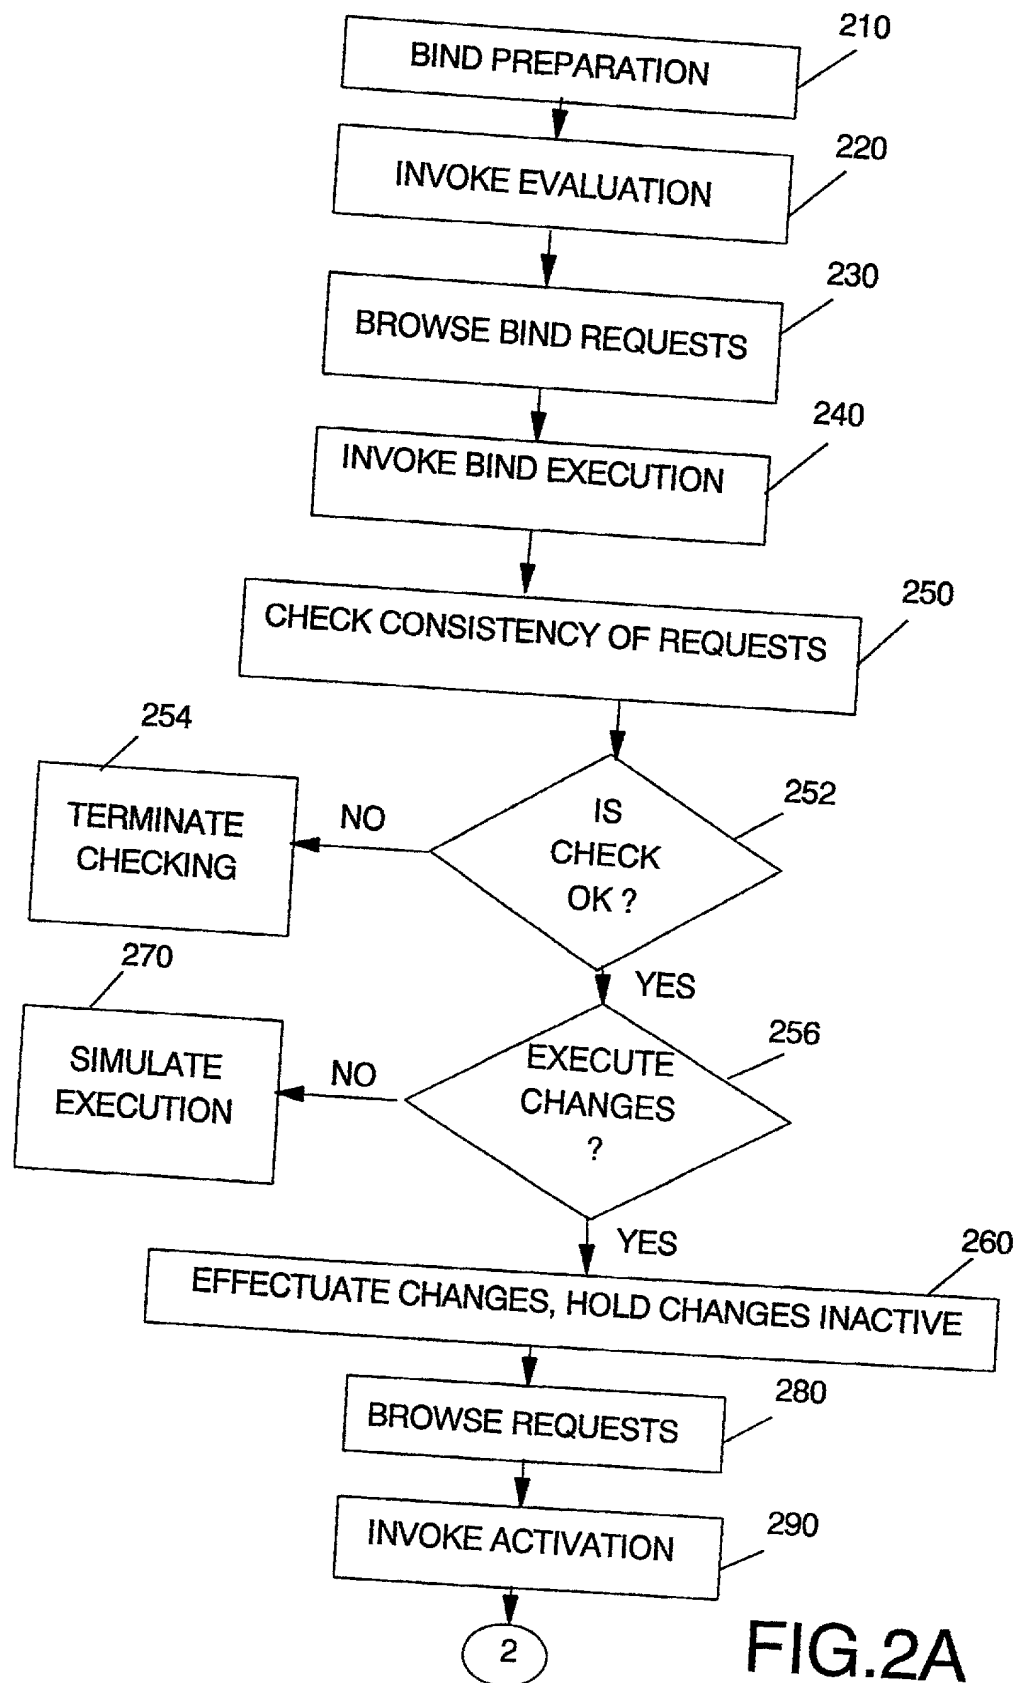 210
BIND PREPARATION
220
INVOKE EVALUATION
230
BROWSE BIND REQUESTS
240
INVOKE BIND EXECUTION
250
CHECK CONSISTENCY OF REQUESTS
254
TERMINATE
CHECKING
NO
252
IS
CHECK
OK ?
YES
270
SIMULATE
EXECUTION
NO
256
EXECUTE
CHANGES
?
YES
260
EFFECTUATE CHANGES, HOLD CHANGES INACTIVE
280
BROWSE REQUESTS
290
INVOKE ACTIVATION
2
FIG.2A